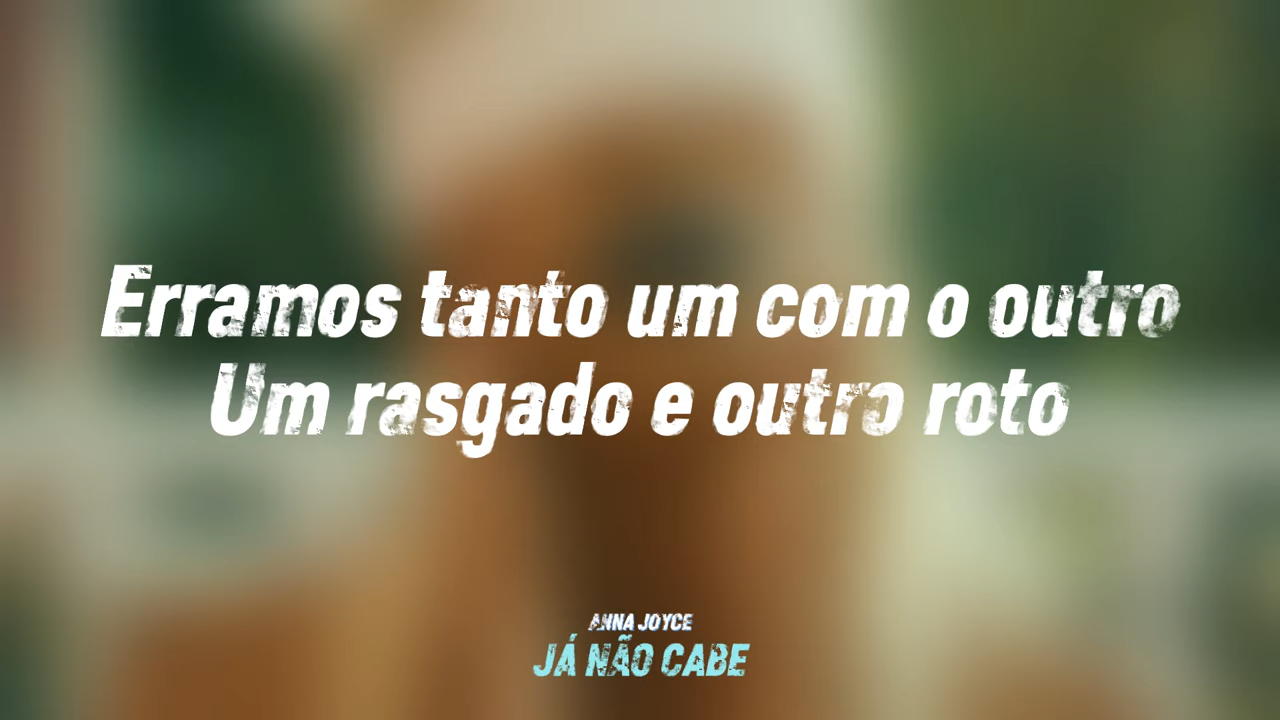 Erramos tanto um com o outro
Um rasgado e outro roto
ANNA JOYCE
JÁ NÃO CABE